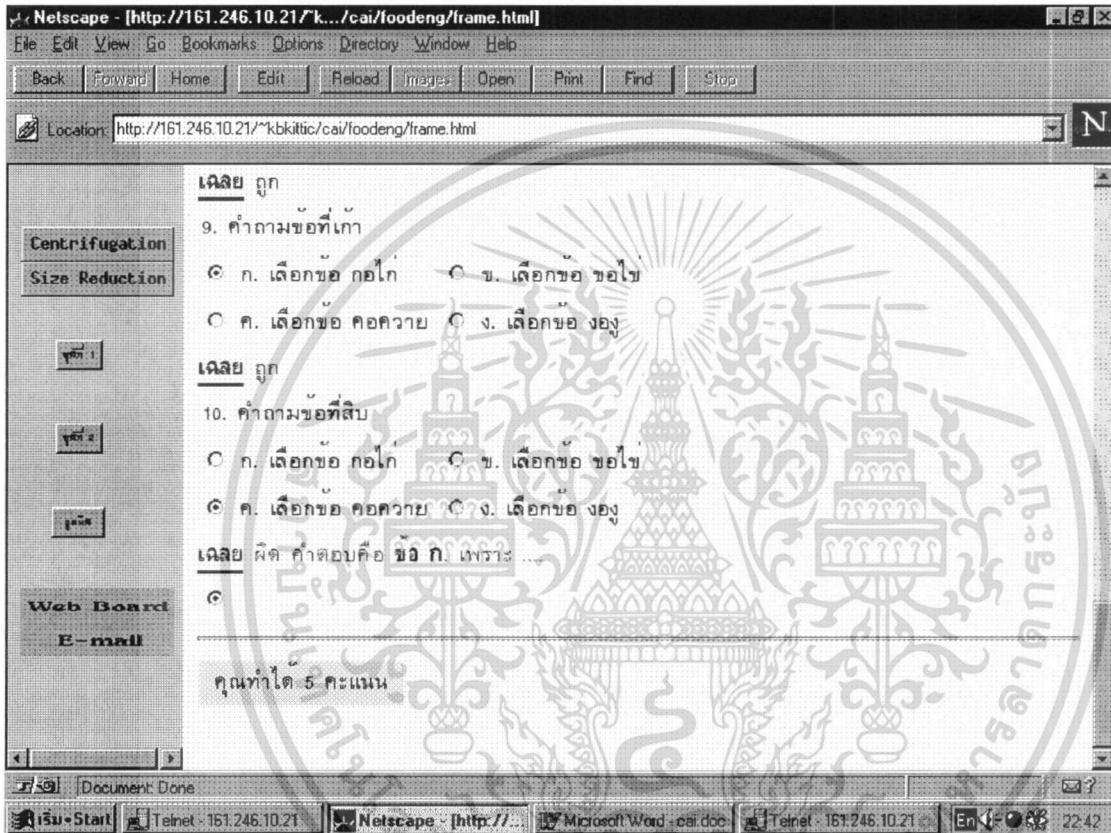 Netscape - [http://161.246.10.21/~k.../cai/foodeng/frame.html]
File Edit View Go Bookmarks Options Directory Window Help
Back Forward Home Edit Reload Images Open Print Find Stop
Location: http://161.246.10.21/~kbkittic/cai/foodeng/frame.html
N
Centrifugation
Size Reduction
ชุดที่ 1
ชุดที่ 2
Web Board
E-mail
เฉลย ถูก
9. คำถามข้อที่เก้า
ก. เลือกข้อ กอไก่ ข. เลือกข้อ ขอไข่
ค. เลือกข้อ คอควาย ง. เลือกข้อ งองู
เฉลย ถูก
10. คำถามข้อที่สิบ
ก. เลือกข้อ กอไก่ ข. เลือกข้อ ขอไข่
ค. เลือกข้อ คอควาย ง. เลือกข้อ งองู
เฉลย ผิด คำตอบคือ ข้อ ก. เพราะ ....
คุณทำได้ 5 คะแนน
Document: Done
เริ่ม-Start Telnet - 161.246.10.21 Netscape - [http://... Microsoft Word - cai.doc Telnet - 161.246.10.21 En 22:42